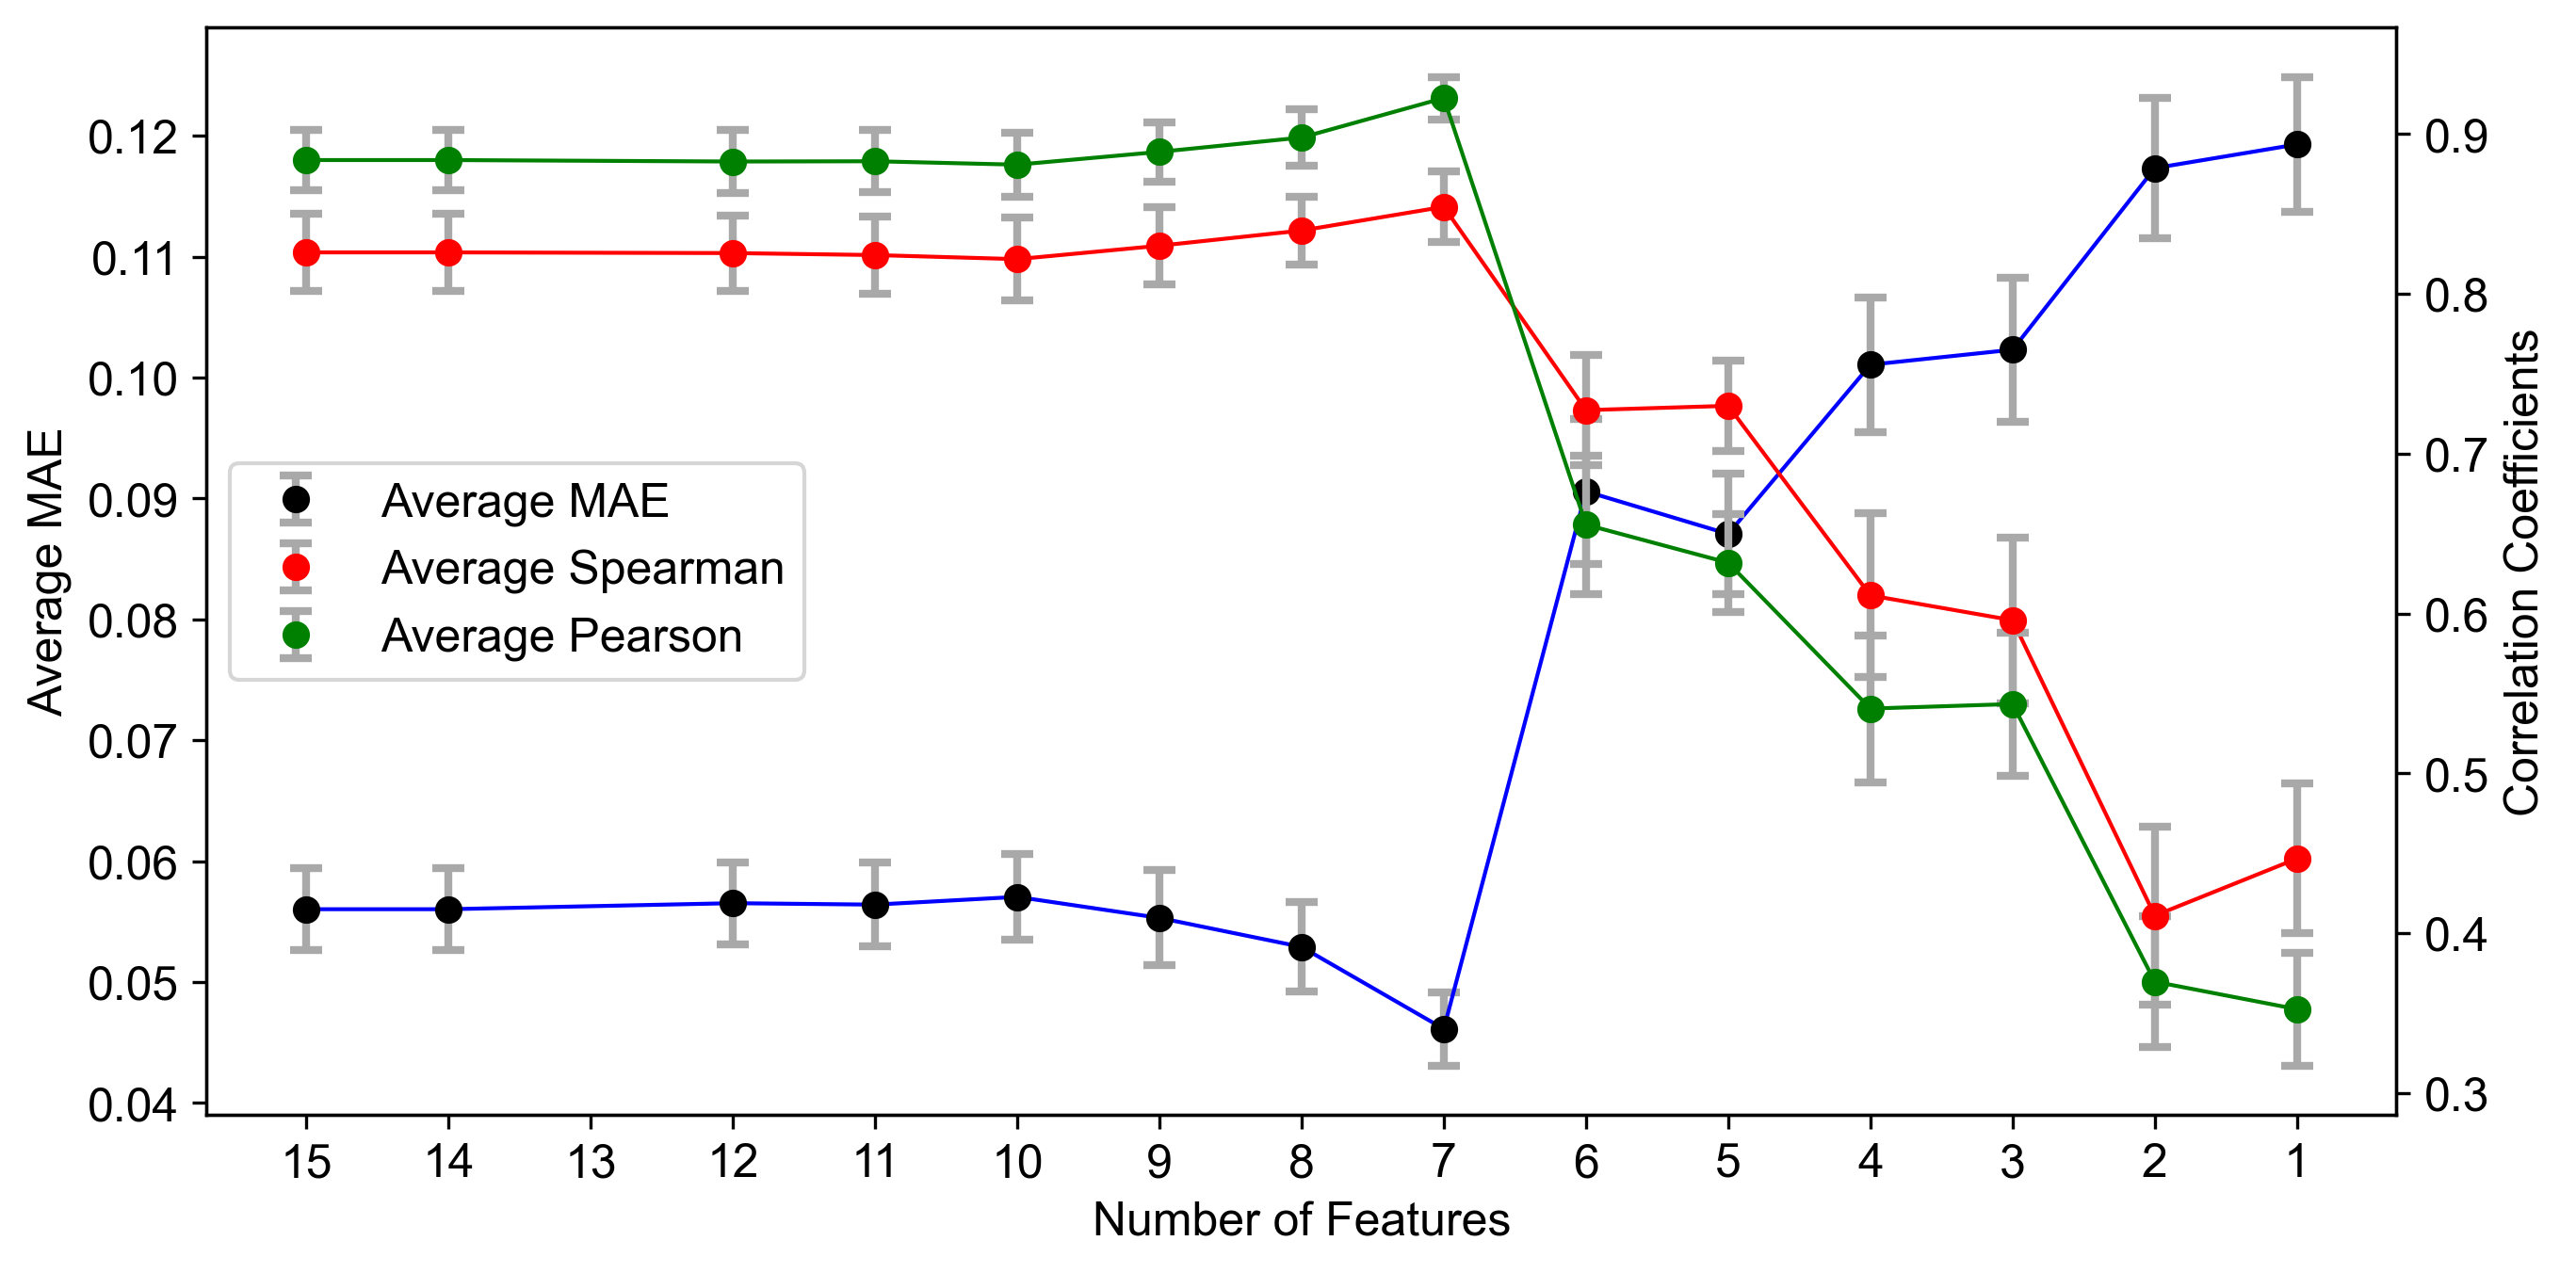 0.12
0.11
0.10
0.09
0.08
0.07
0.06
0.05
0.04
Average MAE
Average MAE
Average Spearman
Average Pearson
0.9
0.8
0.7
0.6
0.5
0.4
0.3
Correlation Coefficients
15 14 13 12 11 10 9 8 7 6 5 4 3 2 1
Number of Features